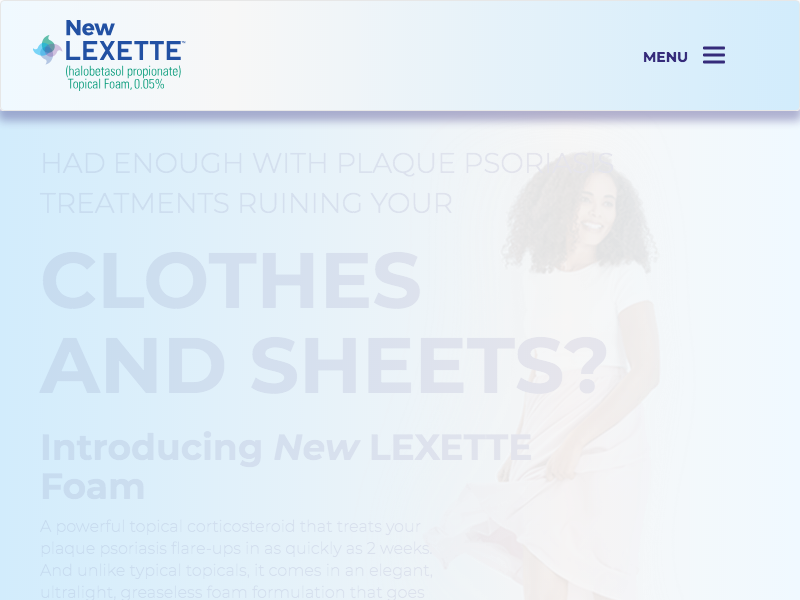 New
LEXETTE™
(halobetasol propionate)
Topical Foam, 0.05%
MENU
HAD ENOUGH WITH PLAQUE PSORIASIS
TREATMENTS RUINING YOUR
CLOTHES
AND SHEETS?
Introducing New LEXETTE
Foam
A powerful topical corticosteroid that treats your
plaque psoriasis flare-ups in as quickly as 2 weeks.
And unlike typical topicals, it comes in an elegant,
ultralight, greaseless foam formulation that goes